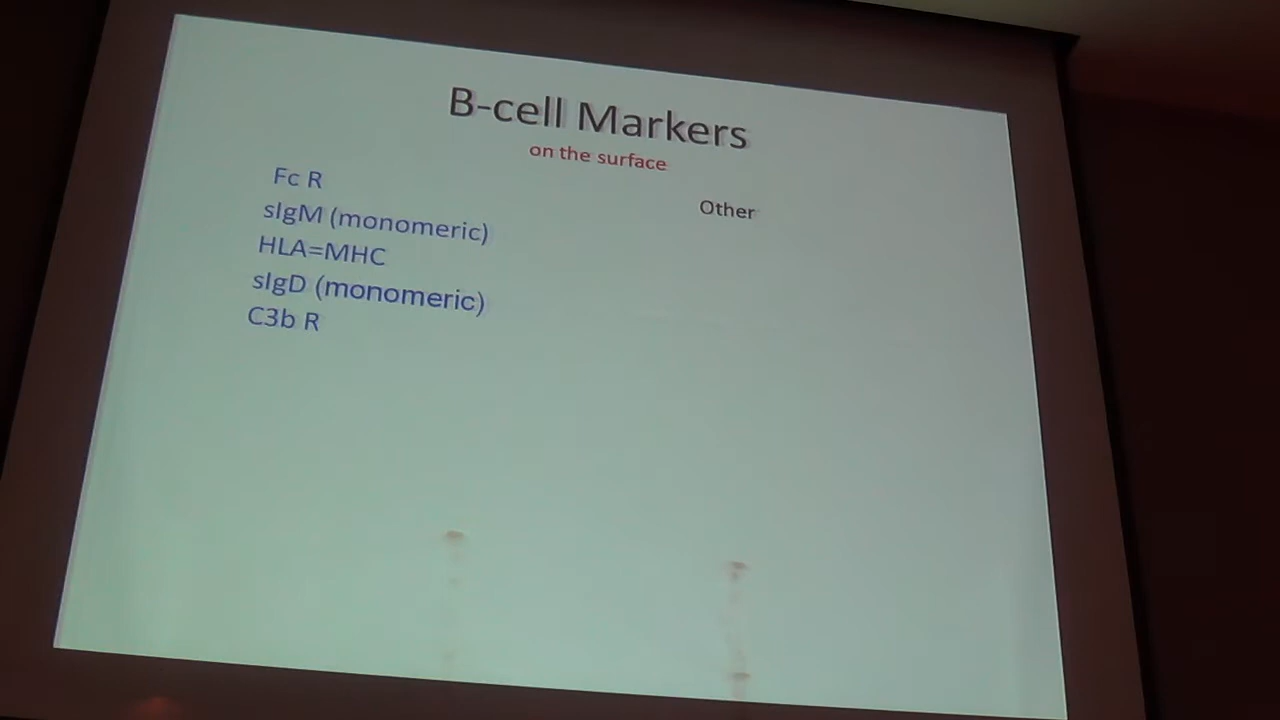 B-cell Markers
on the surface
Fc R
sIgM (monomeric)
HLA=MHC
sIgD (monomeric)
C3b R
Other